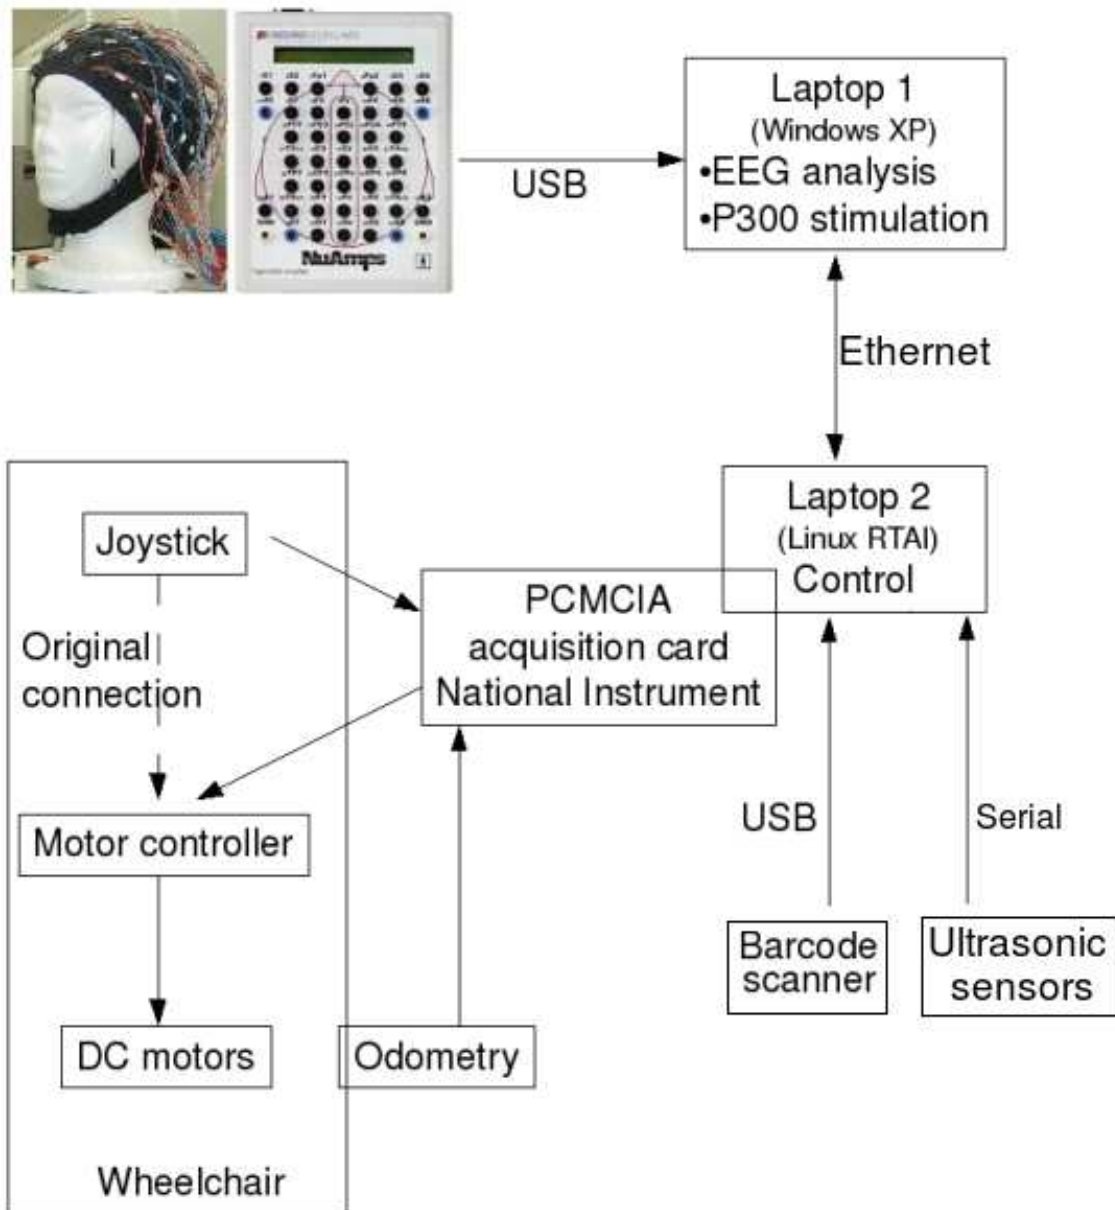 NuAmps
USB
Laptop 1
(Windows XP)
•EEG analysis
•P300 stimulation
Ethernet
Laptop 2
(Linux RTAI)
Control
Joystick
PCMCIA
acquisition card
National Instrument
Original
connection
Motor controller
USB
Serial
Barcode
scanner
Ultrasonic
sensors
DC motors
Odometry
Wheelchair